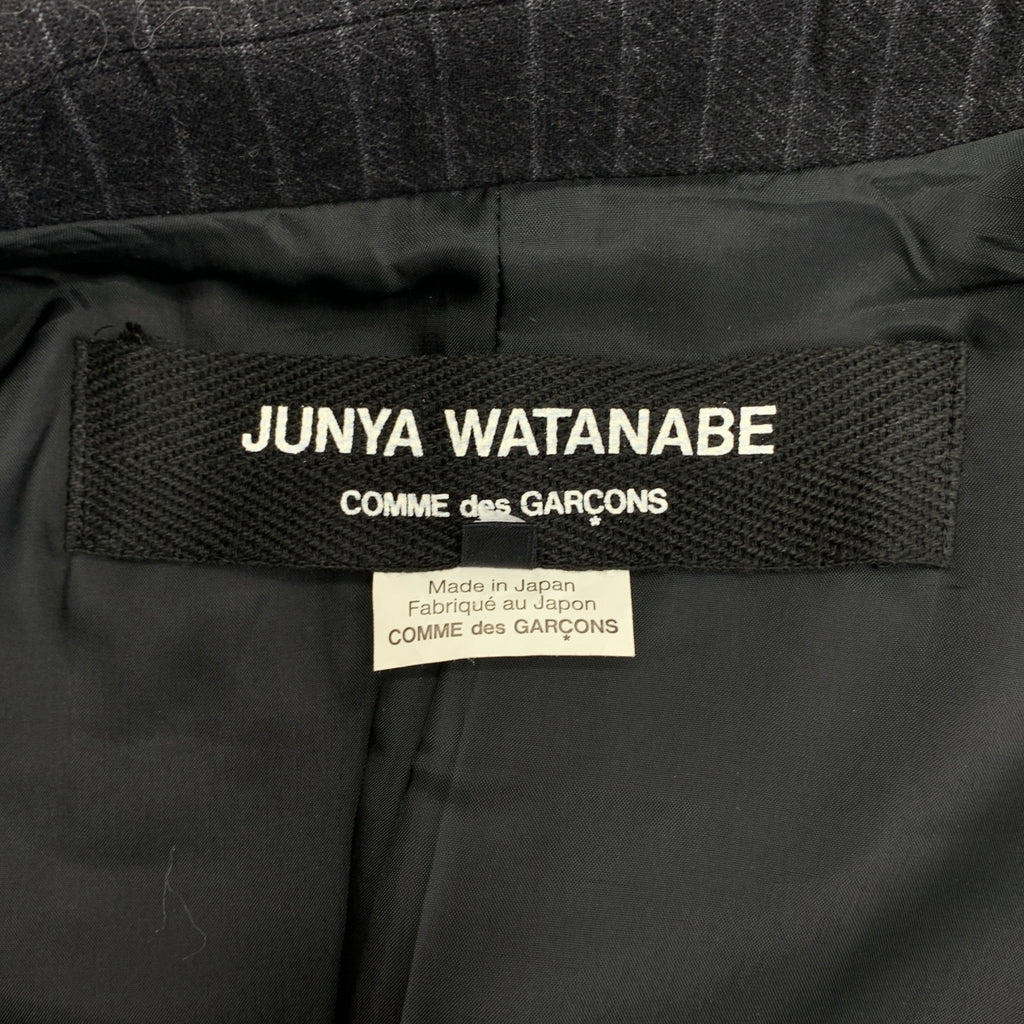 JUNYA WATANABE
COMME des GARÇONS
Made in Japan
Fabriqué au Japon
COMME des GARÇONS